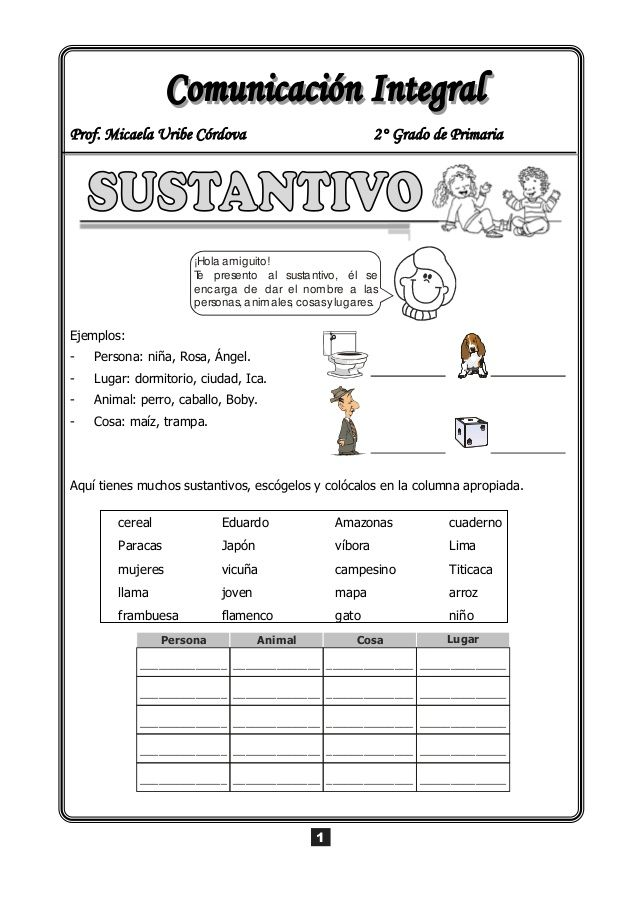 Comunicación Integral
Prof. Micaela Uribe Córdova 2° Grado de Primaria
SUSTANTIVO
¡Hola amiguito!
Te presento al sustantivo, él se
encarga de dar el nombre a las
personas, animales, cosas y lugares.
Ejemplos:
- Persona: niña, Rosa, Ángel.
- Lugar: dormitorio, ciudad, Ica.
- Animal: perro, caballo, Boby.
- Cosa: maíz, trampa.
Aquí tienes muchos sustantivos, escógelos y colócalos en la columna apropiada.
cereal Eduardo Amazonas cuaderno
Paracas Japón víbora Lima
mujeres vicuña campesino Titicaca
llama joven mapa arroz
frambuesa flamenco gato niño
Persona Animal Cosa Lugar
1